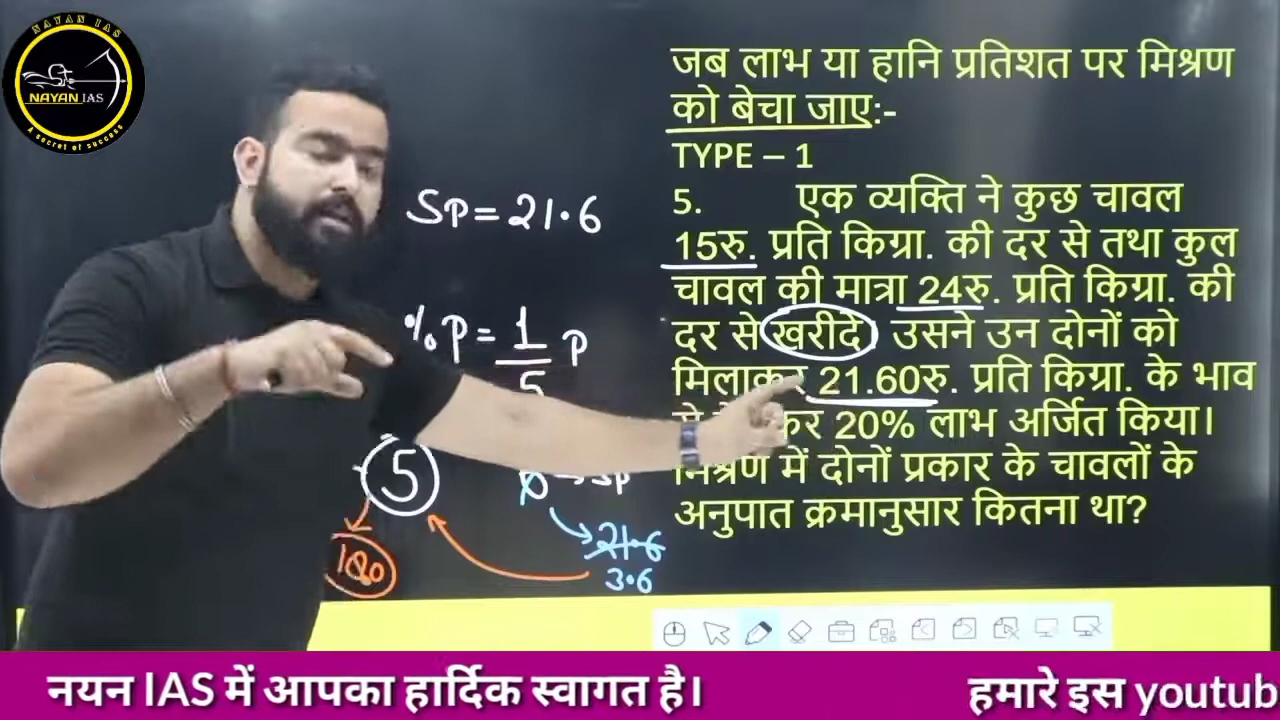 NAYAN IAS
NAYAN IAS
A secret of success
जब लाभ या हानि प्रतिशत पर मिश्रण
को बेचा जाए:-
TYPE – 1
5. एक व्यक्ति ने कुछ चावल
15रु. प्रति किग्रा. की दर से तथा कुल
चावल की मात्रा 24रु. प्रति किग्रा. की
दर से खरीदे उसने उन दोनों को
मिलाकर 21.60रु. प्रति किग्रा. के भाव
20% लाभ अर्जित किया।
मिश्रण में दोनों प्रकार के चावलों के
अनुपात क्रमानुसार कितना था?
SP = 21.6
% P = 1/5 P
5
SP
21.6
3.6
180
नयन IAS में आपका हार्दिक स्वागत है।
हमारे इस youtub